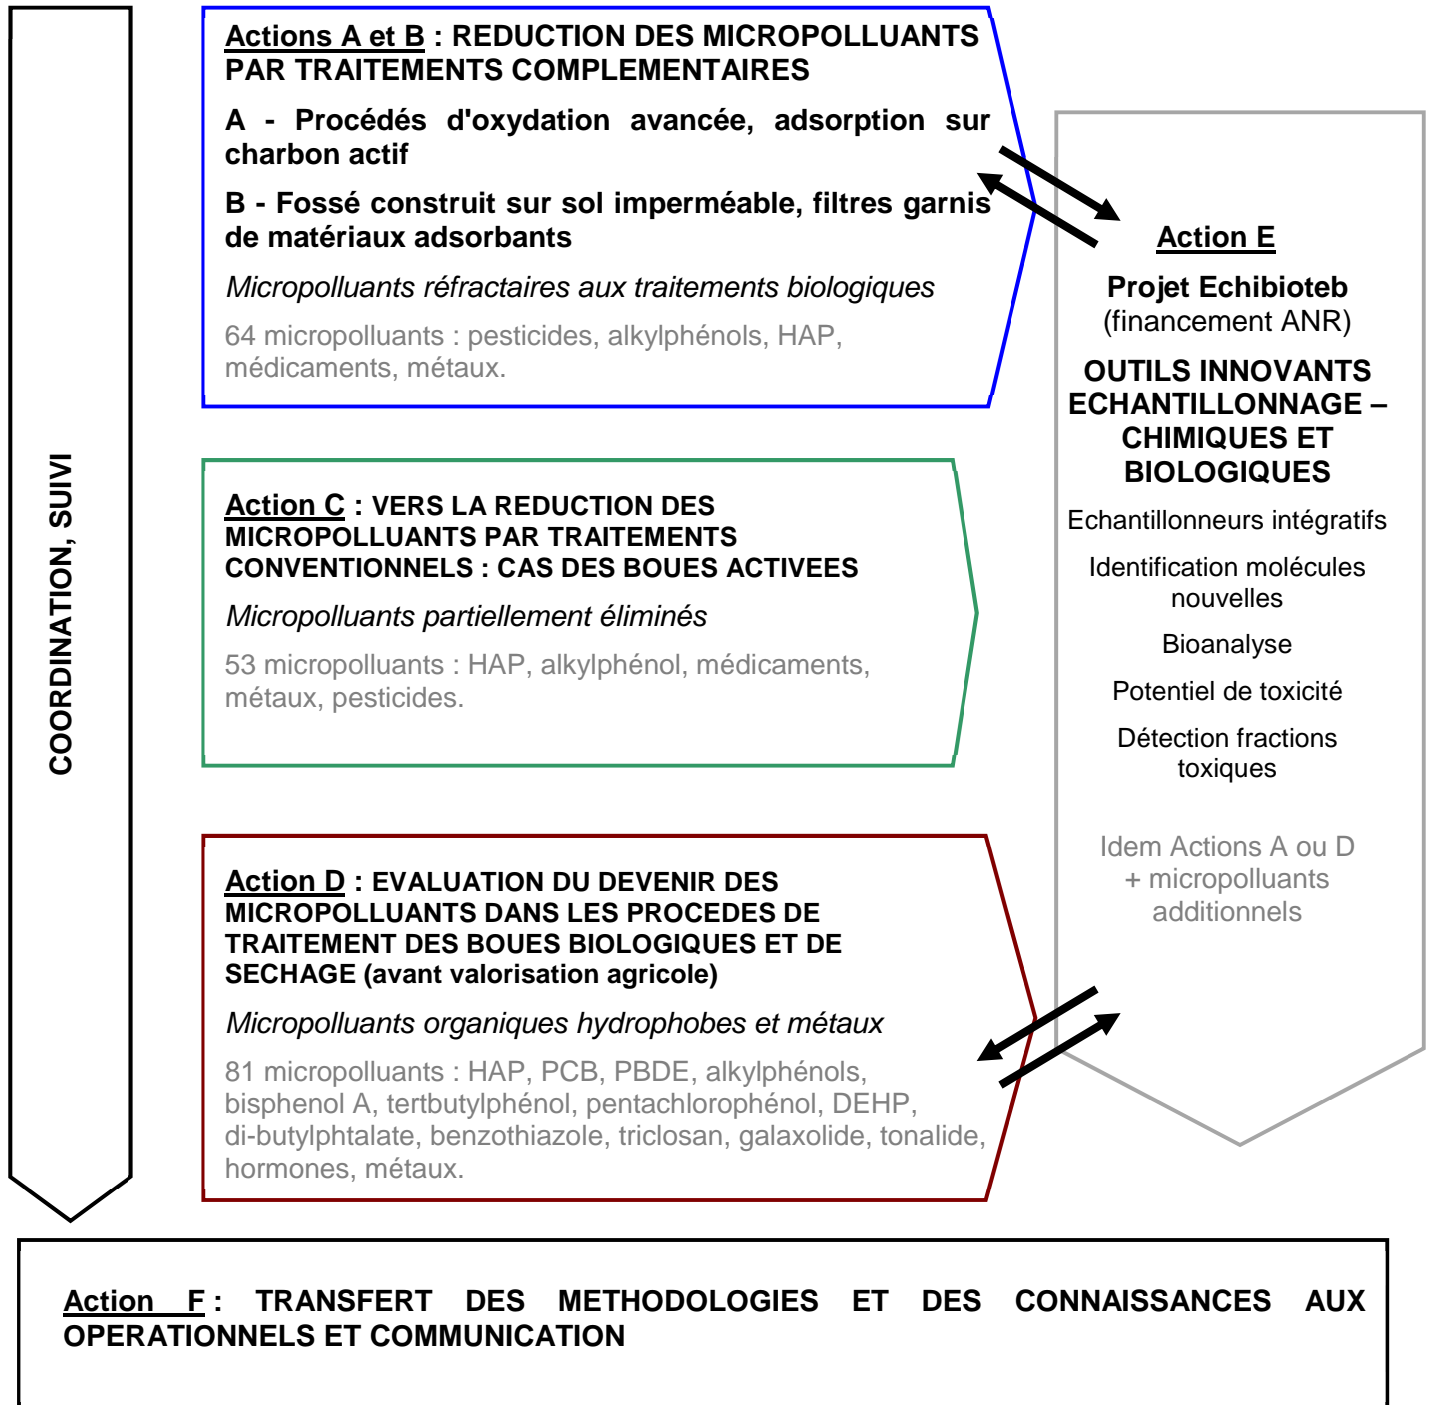 COORDINATION, SUIVI
Actions A et B : REDUCTION DES MICROPOLLUANTS
PAR TRAITEMENTS COMPLEMENTAIRES
A - Procédés d'oxydation avancée, adsorption sur
charbon actif
B - Fossé construit sur sol imperméable, filtres garnis
de matériaux adsorbants
Micropolluants réfractaires aux traitements biologiques
64 micropolluants : pesticides, alkylphénols, HAP,
médicaments, métaux.
Action C : VERS LA REDUCTION DES
MICROPOLLUANTS PAR TRAITEMENTS
CONVENTIONNELS : CAS DES BOUES ACTIVEES
Micropolluants partiellement éliminés
53 micropolluants : HAP, alkylphénol, médicaments,
métaux, pesticides.
Action D : EVALUATION DU DEVENIR DES
MICROPOLLUANTS DANS LES PROCEDES DE
TRAITEMENT DES BOUES BIOLOGIQUES ET DE
SECHAGE (avant valorisation agricole)
Micropolluants organiques hydrophobes et métaux
81 micropolluants : HAP, PCB, PBDE, alkylphénols,
bisphenol A, tertbutylphénol, pentachlorophénol, DEHP,
di-butylphtalate, benzothiazole, triclosan, galaxolide, tonalide,
hormones, métaux.
Action E
Projet Echibioteb
(financement ANR)
OUTILS INNOVANTS
ECHANTILLONNAGE –
CHIMIQUES ET
BIOLOGIQUES
Echantillonneurs intégratifs
Identification molécules
nouvelles
Bioanalyse
Potentiel de toxicité
Détection fractions
toxiques
Idem Actions A ou D
+ micropolluants
additionnels
Action F : TRANSFERT DES METHODOLOGIES ET DES CONNAISSANCES AUX
OPERATIONNELS ET COMMUNICATION